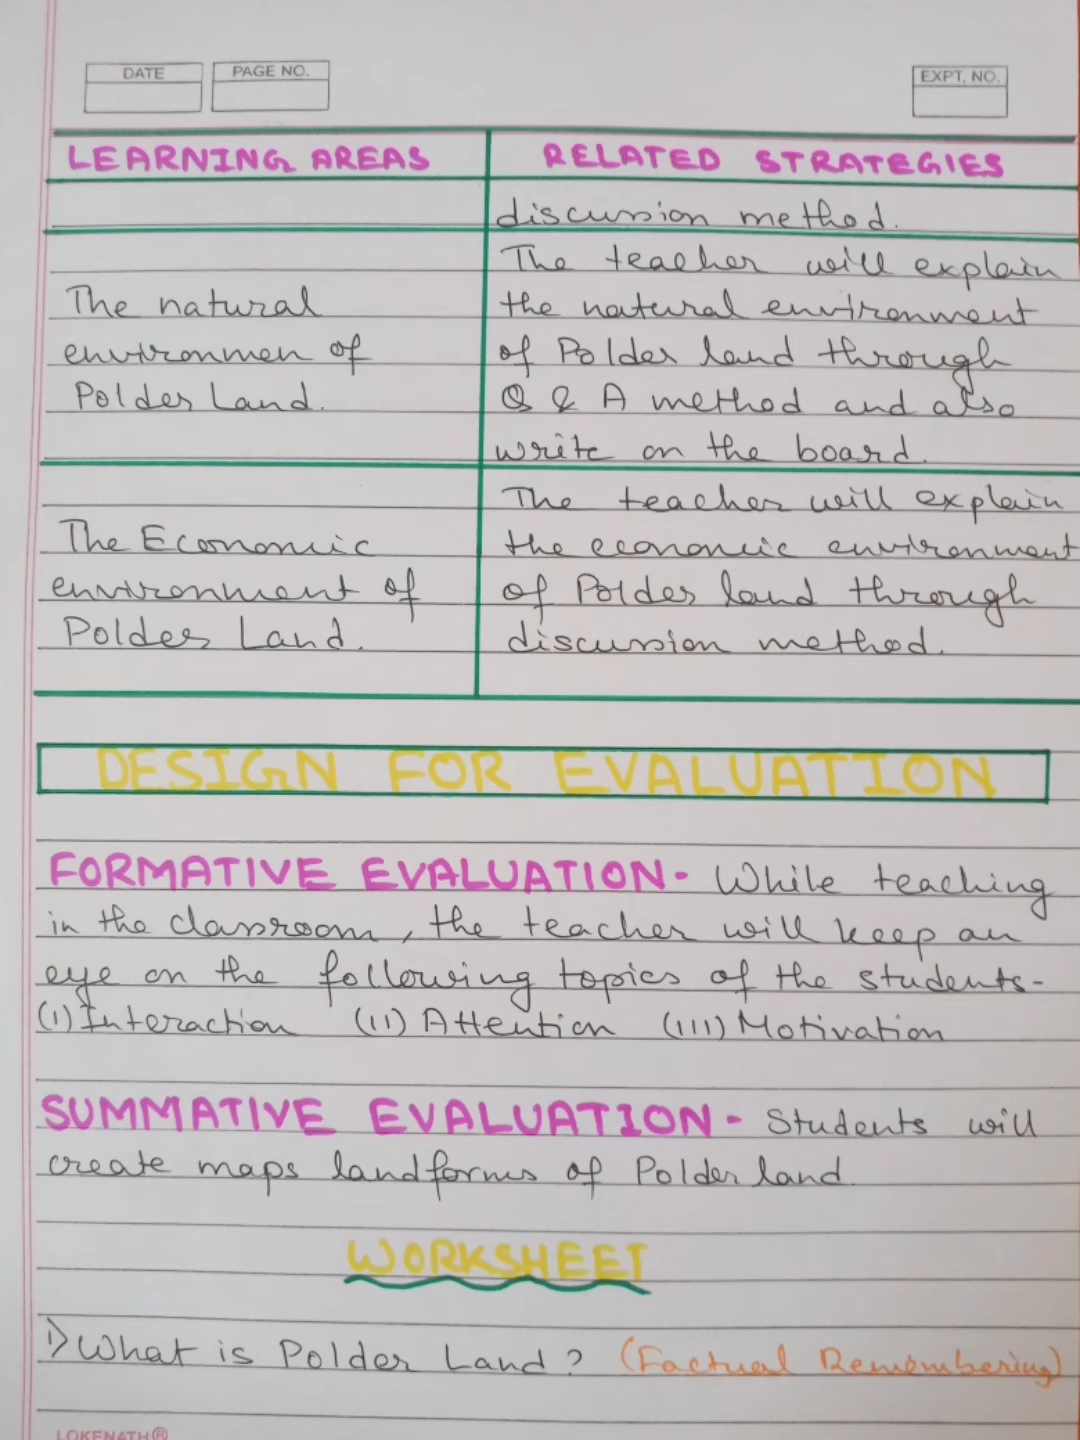 DATE
PAGE NO.
EXPT. NO.
LEARNING AREAS
RELATED STRATEGIES
discussion method.
The natural
environmen of
Polder Land.
The teacher will explain
the natural environment
of Polder land through
Q & A method and also
write on the board.
The Economic
environment of
Polder Land.
The teacher will explain
the economic environment
of Polder land through
discussion method.
DESIGN FOR EVALUATION
FORMATIVE EVALUATION- While teaching
in the classroom, the teacher will keep an
eye on the following topics of the students-
(I) Interaction (II) Attention (III) Motivation
SUMMATIVE EVALUATION- Students will
create maps landforms of Polder land.
WORKSHEET
1) What is Polder Land? (Factual Remembering)
LOKENATH®